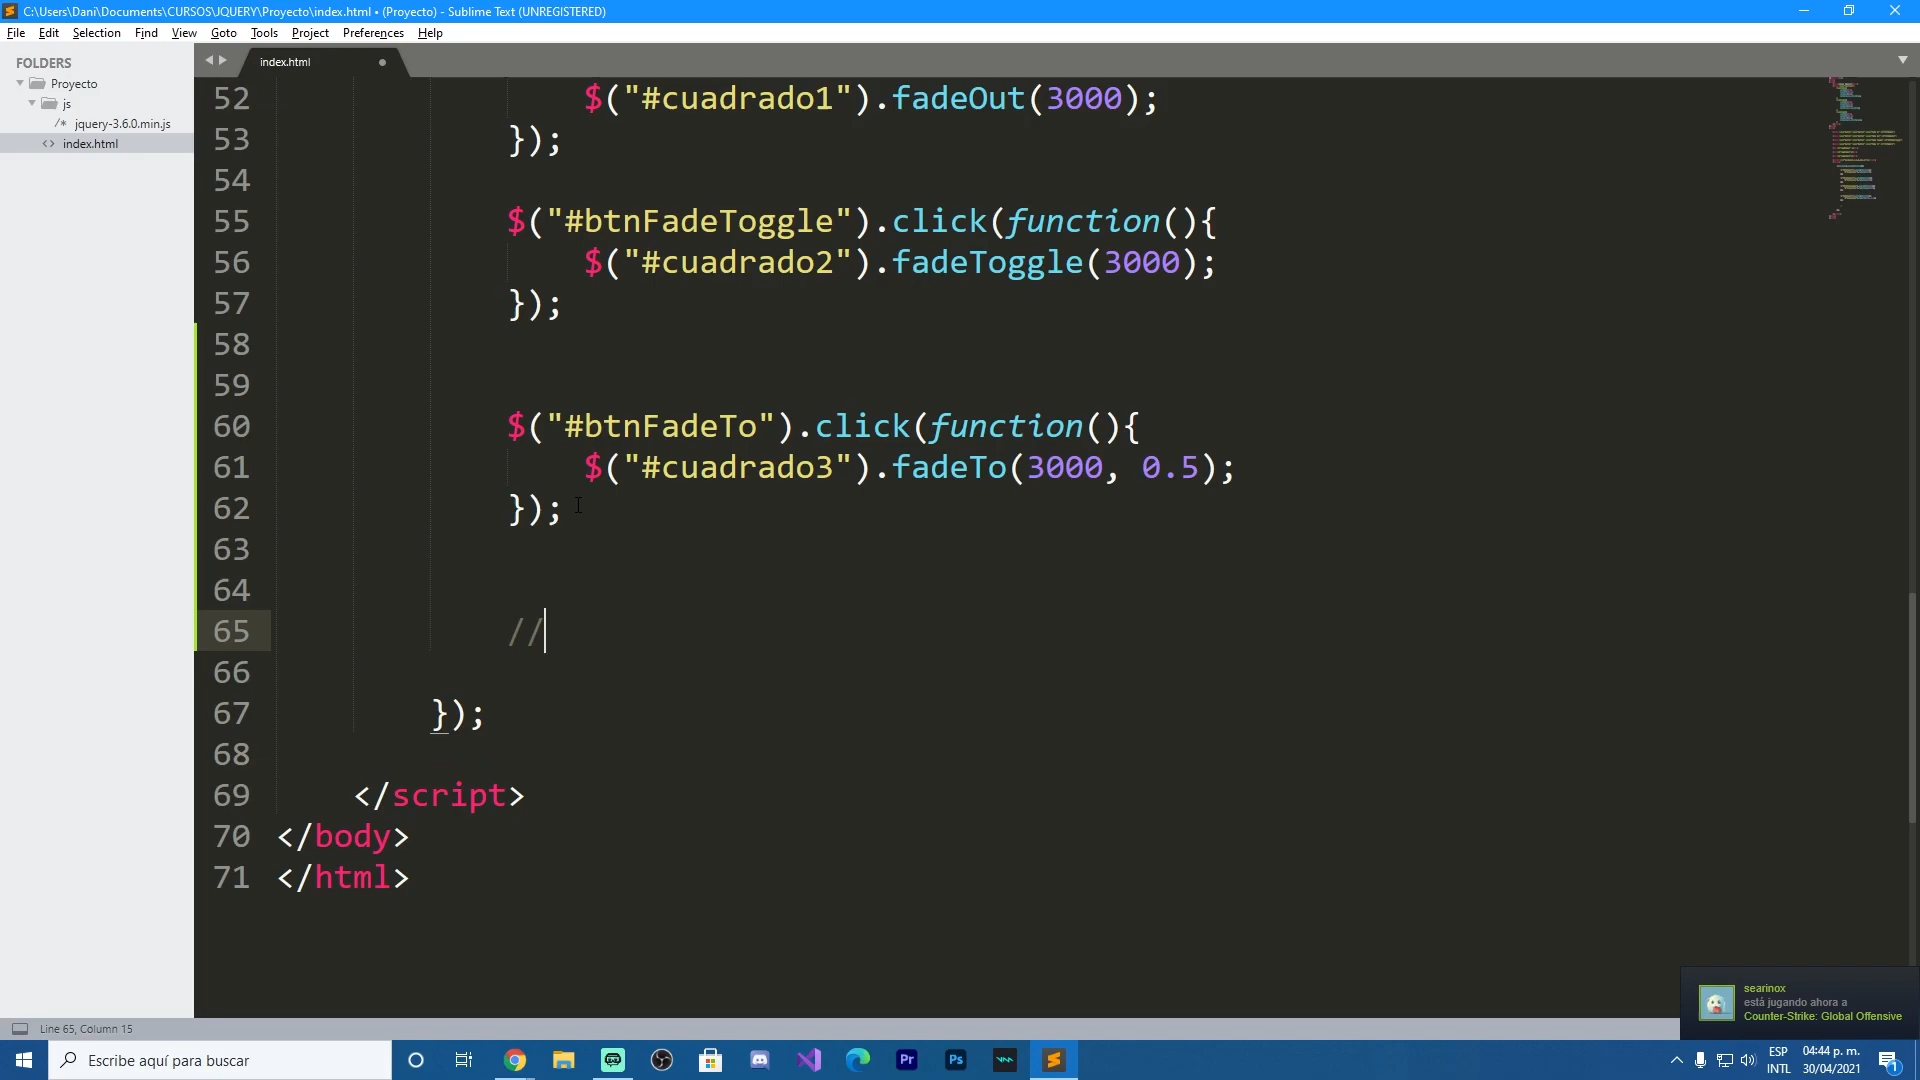 C:\Users\Dani\Documents\CURSOS\JQUERY\Proyecto\index.html • (Proyecto) - Sublime Text (UNREGISTERED)
File Edit Selection Find View Goto Tools Project Preferences Help
FOLDERS
Proyecto
js
/* jquery-3.6.0.min.js
<> index.html
index.html
52 $("#cuadrado1").fadeOut(3000);
53 });
54
55 $("#btnFadeToggle").click(function(){
56 $("#cuadrado2").fadeToggle(3000);
57 });
58
59
60 $("#btnFadeTo").click(function(){
61 $("#cuadrado3").fadeTo(3000, 0.5);
62 });
63
64
65 //
66
67 });
68
69 </script>
70 </body>
71 </html>
searinox
está jugando ahora a
Counter-Strike: Global Offensive
Line 65, Column 15
Escribe aquí para buscar
Pr
Ps
ESP
INTL
04:44 p. m.
30/04/2021
1